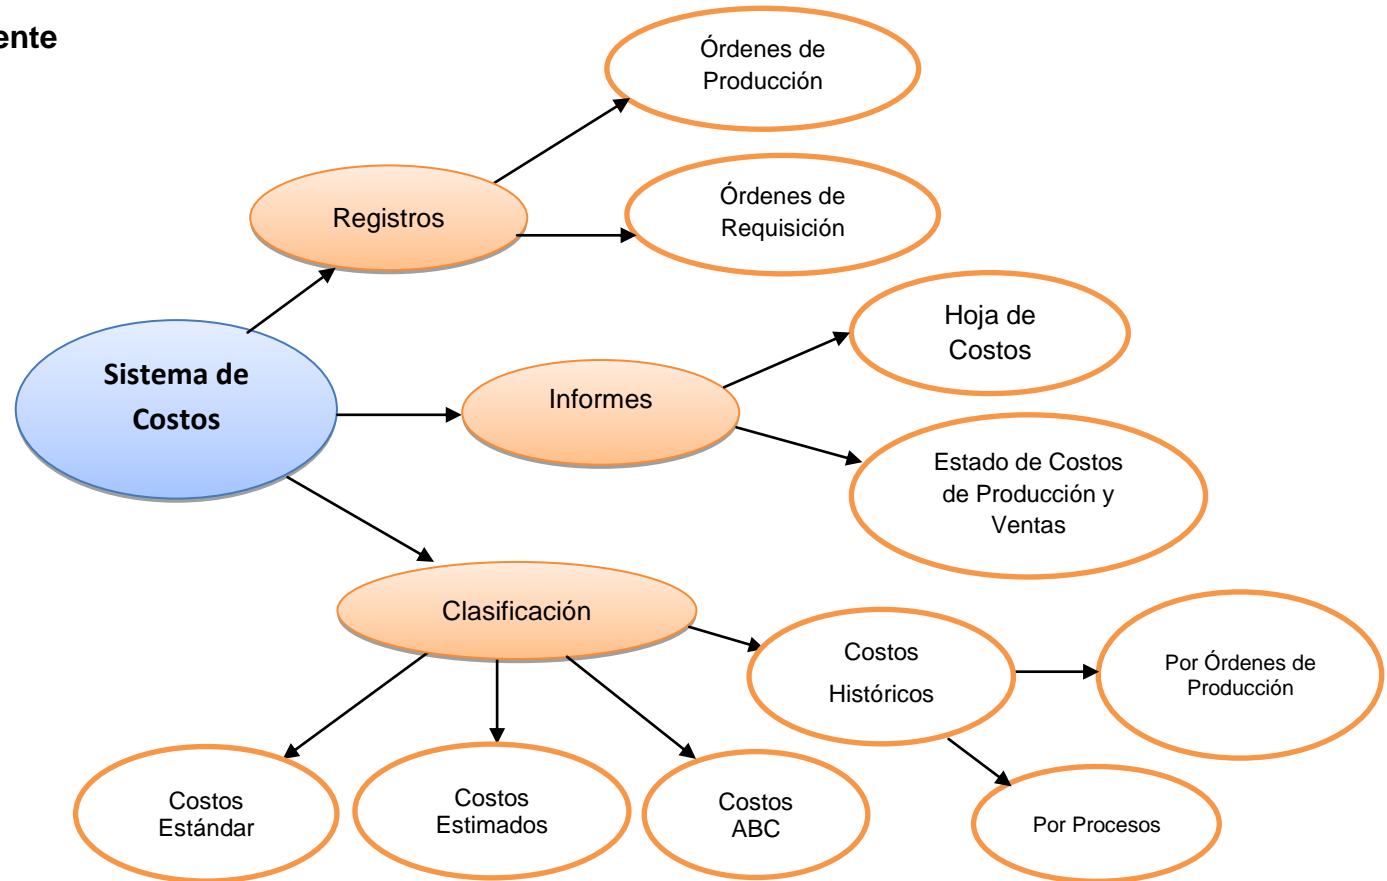 Órdenes de
Producción
Registros
Órdenes de
Requisición
Sistema de
Costos
Informes
Hoja de
Costos
Estado de Costos
de Producción y
Ventas
Clasificación
Costos
Históricos
Por Órdenes de
Producción
Costos
Estándar
Costos
Estimados
Costos
ABC
Por Procesos